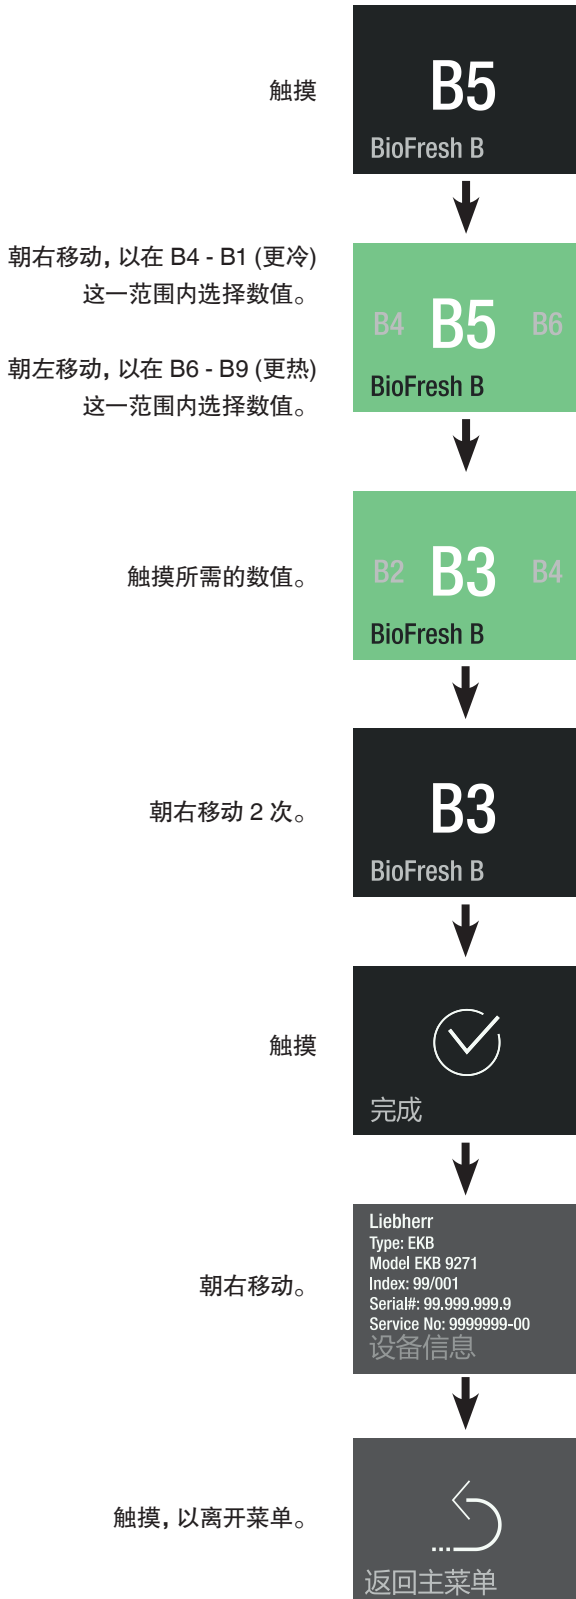 触摸
B5
BioFresh B
朝右移动，以在 B4 - B1 (更冷)
这一范围内选择数值。
朝左移动，以在 B6 - B9 (更热)
这一范围内选择数值。
B4 B5 B6
BioFresh B
触摸所需的数值。
B2 B3 B4
BioFresh B
朝右移动 2 次。
B3
BioFresh B
触摸
完成
朝右移动。
Liebherr
Type: EKB
Model EKB 9271
Index: 99/001
Serial#: 99.999.999.9
Service No: 9999999-00
设备信息
触摸，以离开菜单。
返回主菜单